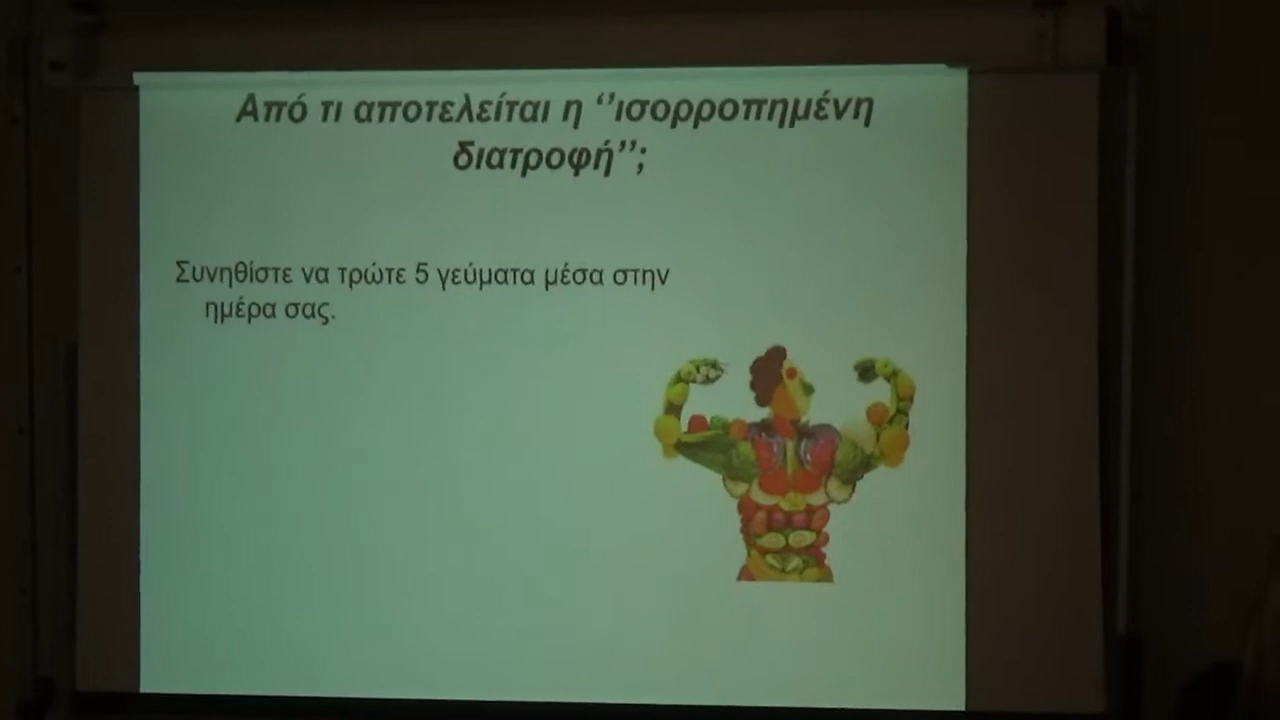 Από τι αποτελείται η ‘’ισορροπημένη
διατροφή’’;
Συνηθίστε να τρώτε 5 γεύματα μέσα στην
ημέρα σας.